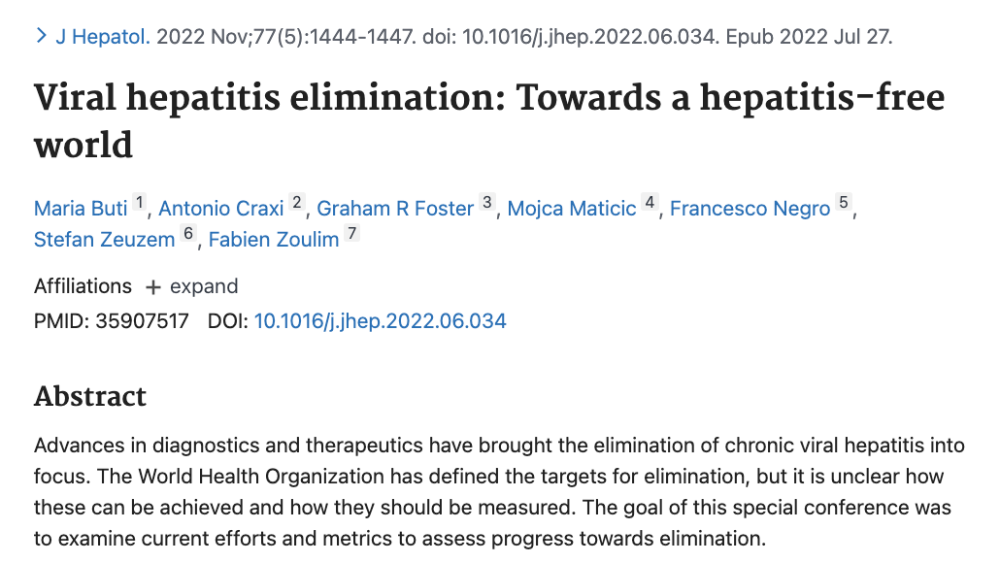 > J Hepatol. 2022 Nov;77(5):1444-1447. doi: 10.1016/j.jhep.2022.06.034. Epub 2022 Jul 27.
Viral hepatitis elimination: Towards a hepatitis-free
world
Maria Buti 1, Antonio Craxi 2, Graham R Foster 3, Mojca Maticic 4, Francesco Negro 5,
Stefan Zeuzem 6, Fabien Zoulim 7
Affiliations + expand
PMID: 35907517 DOI: 10.1016/j.jhep.2022.06.034
Abstract
Advances in diagnostics and therapeutics have brought the elimination of chronic viral hepatitis into
focus. The World Health Organization has defined the targets for elimination, but it is unclear how
these can be achieved and how they should be measured. The goal of this special conference was
to examine current efforts and metrics to assess progress towards elimination.